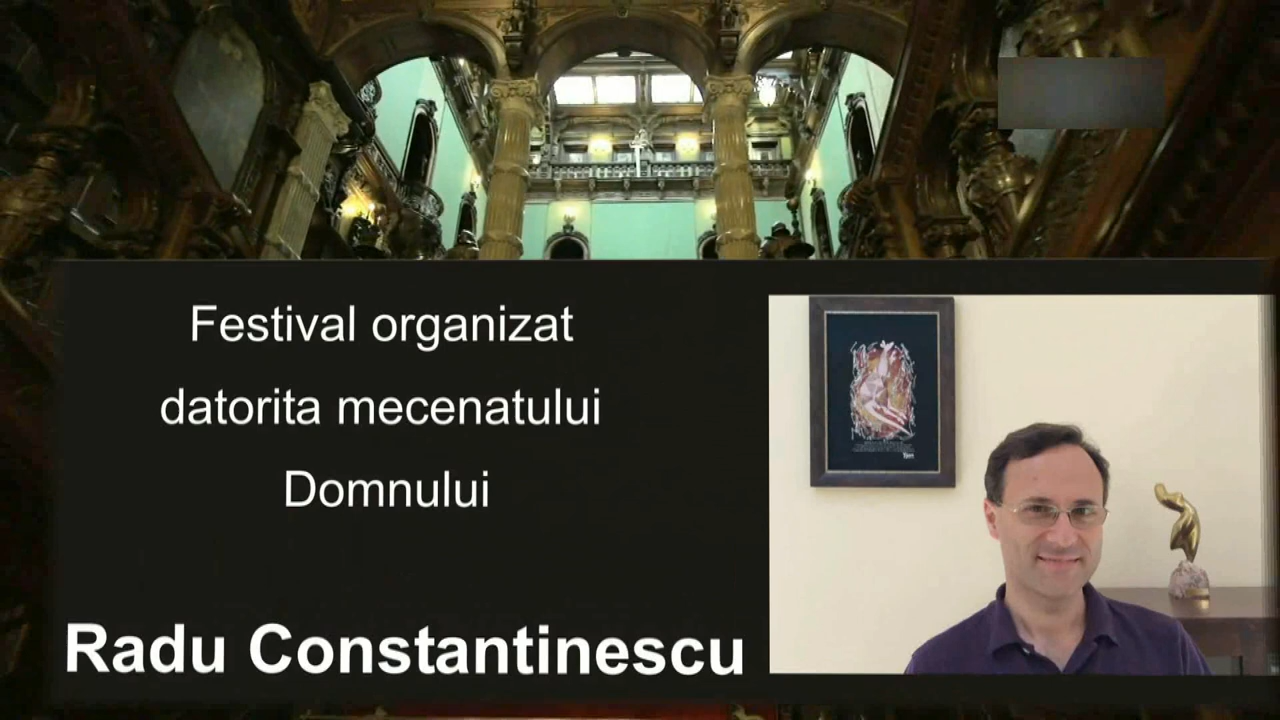 Festival organizat
datorita mecenatului
Domnului
Radu Constantinescu